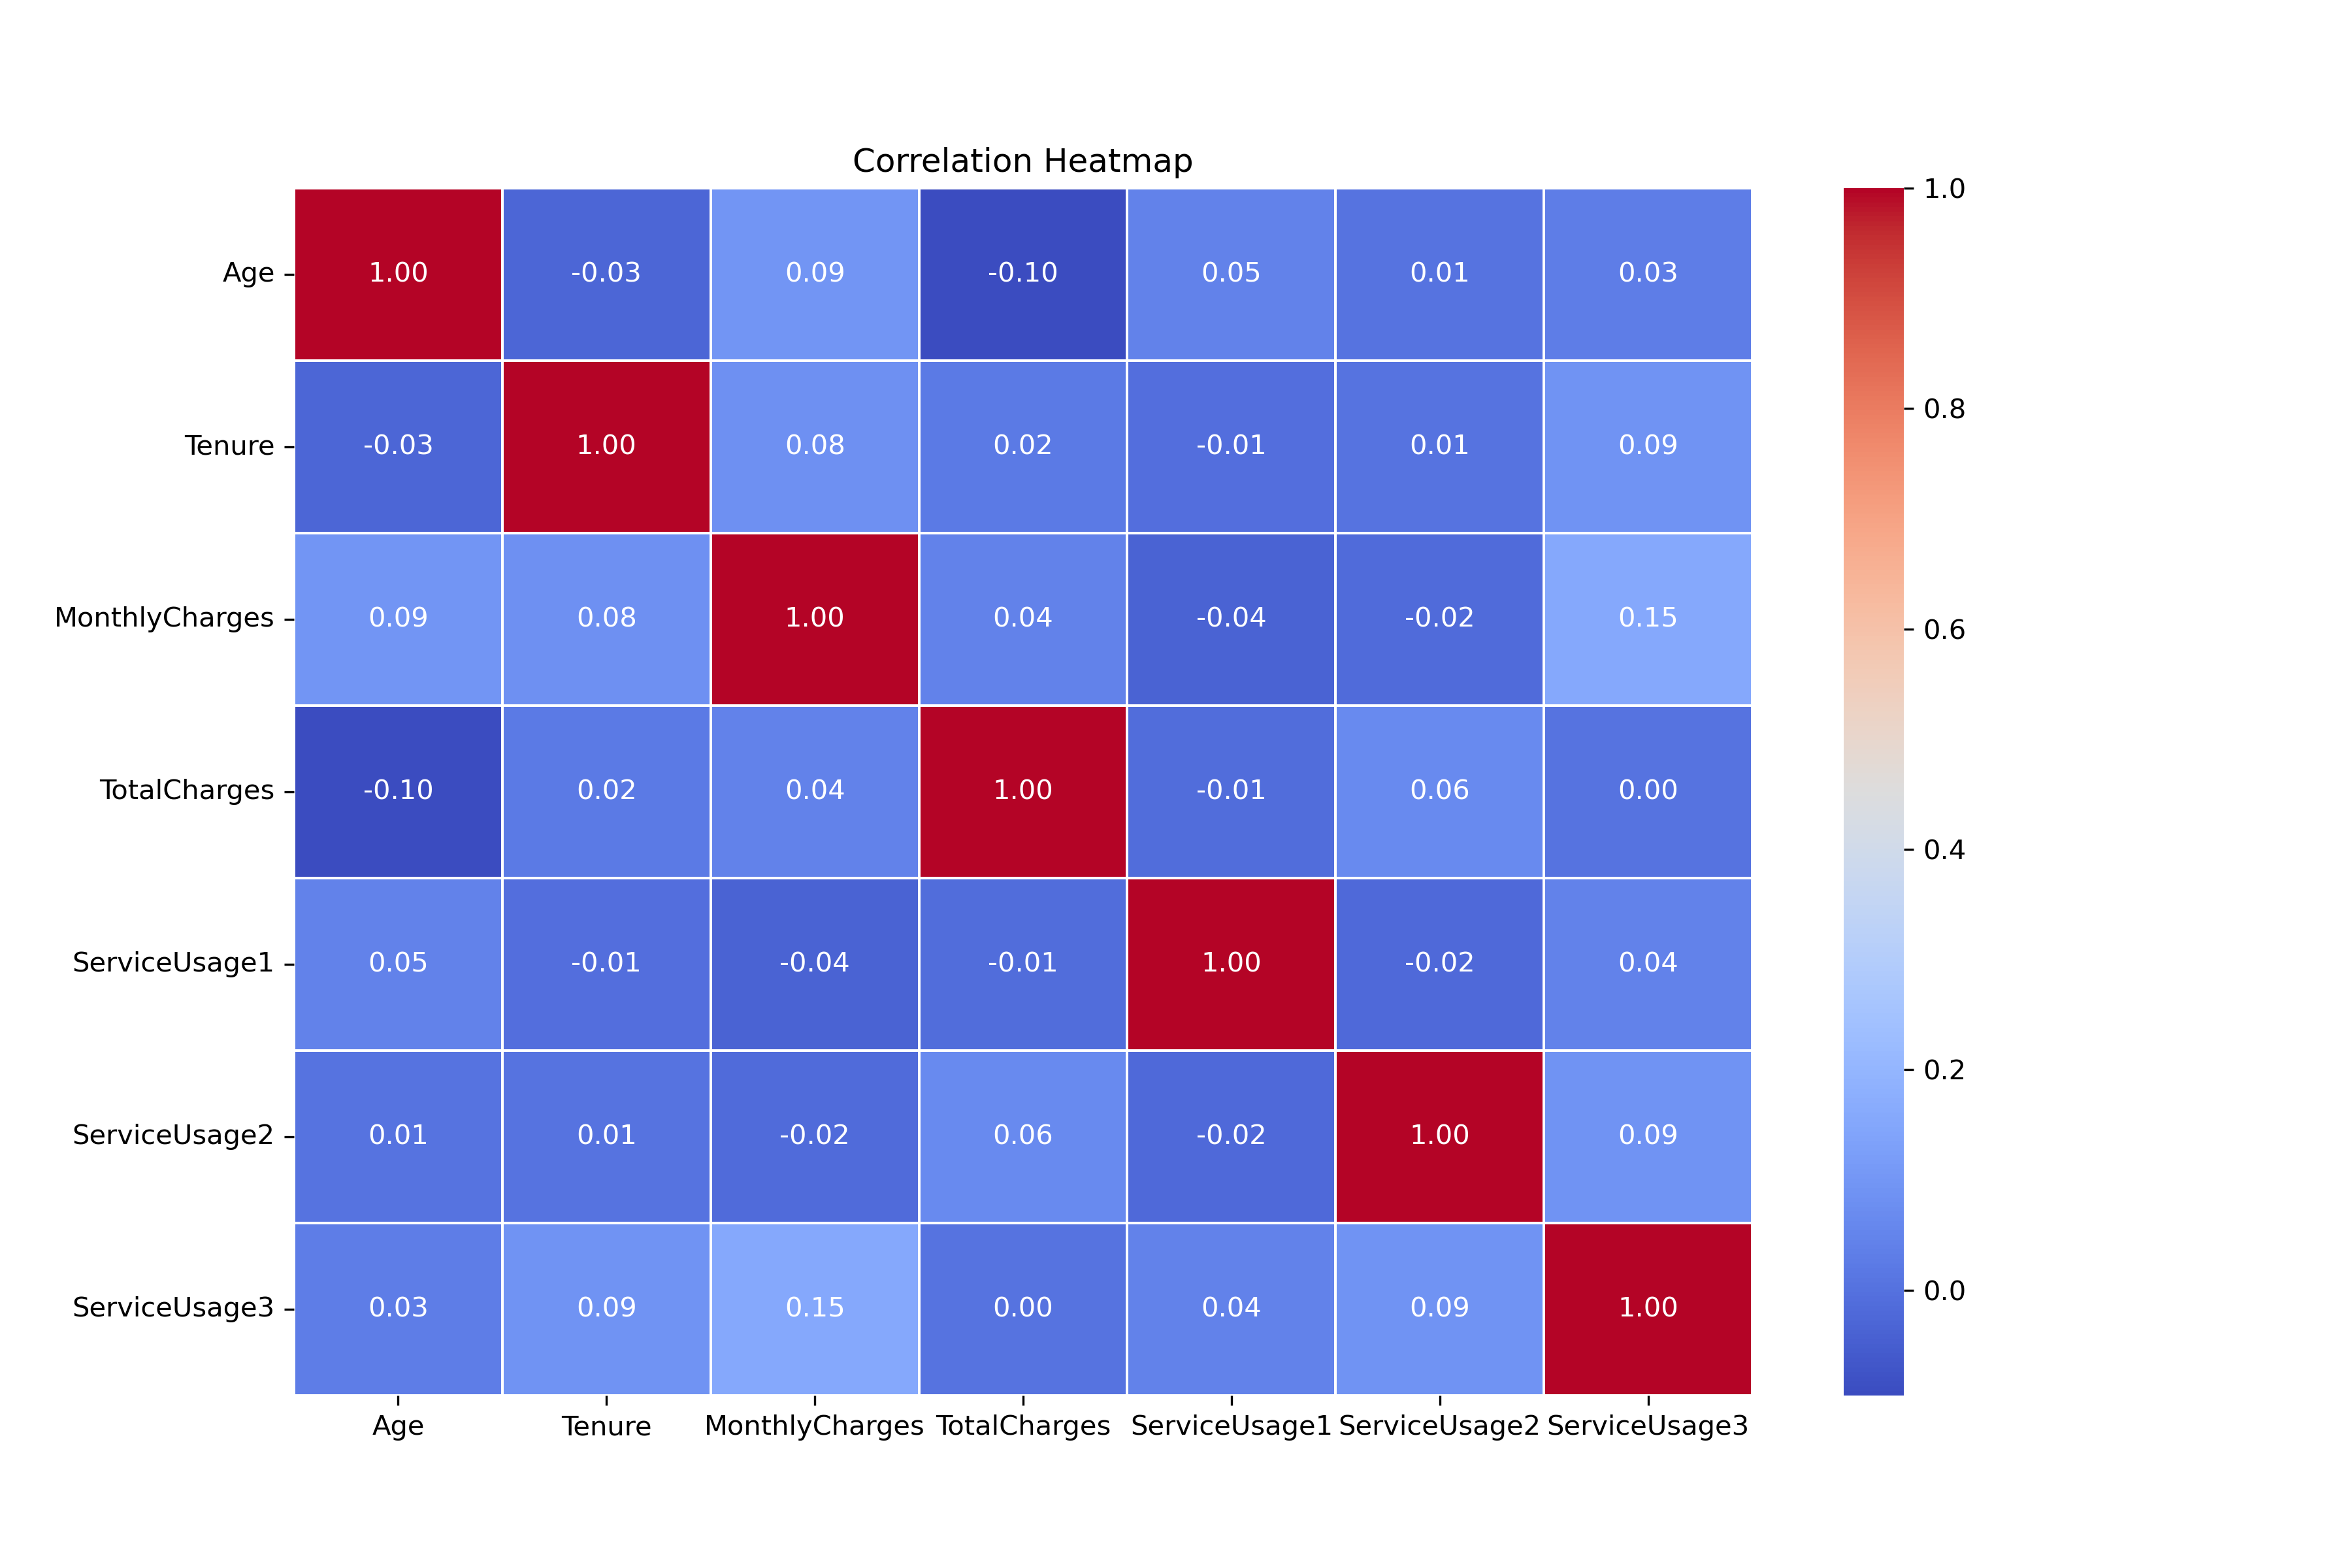 Correlation Heatmap
Age 1.00 -0.03 0.09 -0.10 0.05 0.01 0.03
Tenure -0.03 1.00 0.08 0.02 -0.01 0.01 0.09
MonthlyCharges 0.09 0.08 1.00 0.04 -0.04 -0.02 0.15
TotalCharges -0.10 0.02 0.04 1.00 -0.01 0.06 0.00
ServiceUsage1 0.05 -0.01 -0.04 -0.01 1.00 -0.02 0.04
ServiceUsage2 0.01 0.01 -0.02 0.06 -0.02 1.00 0.09
ServiceUsage3 0.03 0.09 0.15 0.00 0.04 0.09 1.00
Age Tenure MonthlyCharges TotalCharges ServiceUsage1 ServiceUsage2 ServiceUsage3
1.0
0.8
0.6
0.4
0.2
0.0